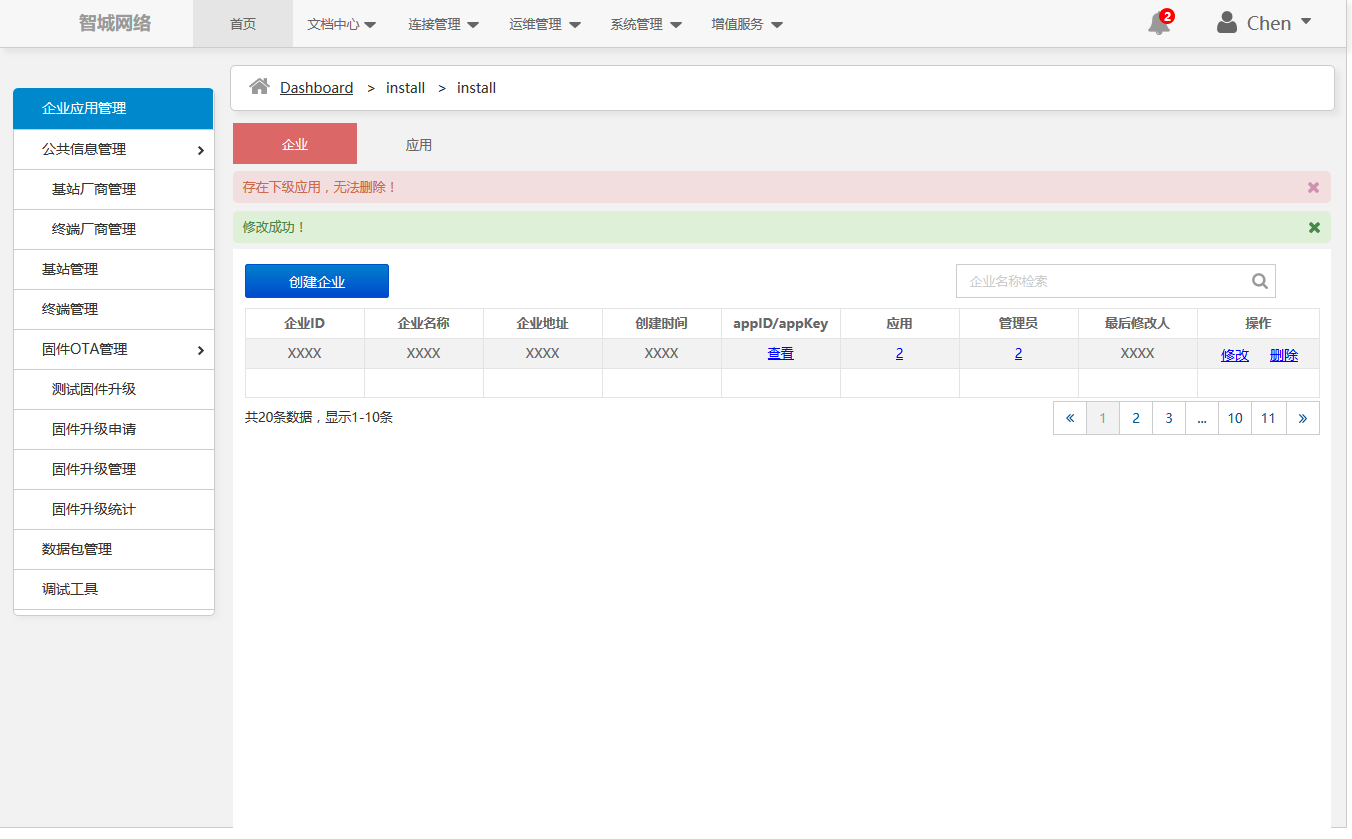 智城网络 首页 文档中心 连接管理 运维管理 系统管理 增值服务 2 Chen
企业应用管理
公共信息管理
基站厂商管理
终端厂商管理
基站管理
终端管理
固件OTA管理
测试固件升级
固件升级申请
固件升级管理
固件升级统计
数据包管理
调试工具
Dashboard > install > install
企业 应用
存在下级应用，无法删除！
修改成功！
创建企业 企业名称检索
企业ID 企业名称 企业地址 创建时间 appID/appKey 应用 管理员 最后修改人 操作
XXXX XXXX XXXX XXXX 查看 2 2 XXXX 修改 删除
共20条数据，显示1-10条 « 1 2 3 ... 10 11 »